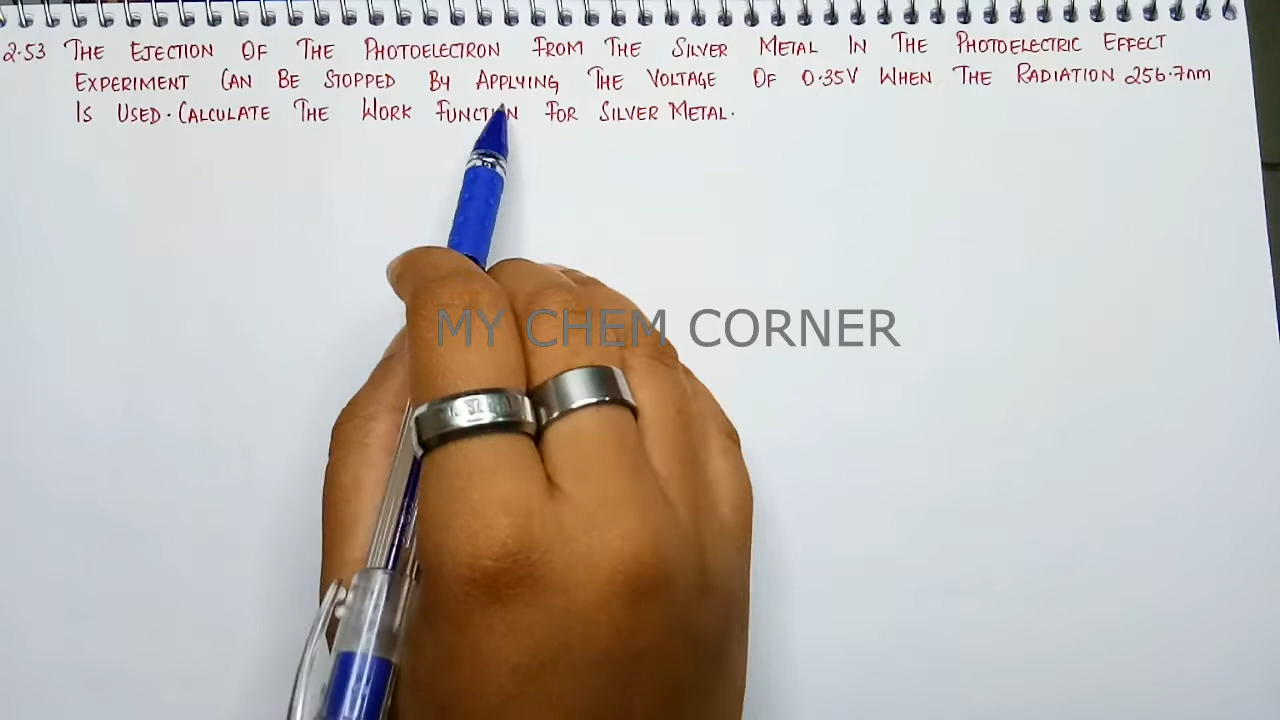 2.53 THE EJECTION OF THE PHOTOELECTRON FROM THE SILVER METAL IN THE PHOTOELECTRIC EFFECT
EXPERIMENT CAN BE STOPPED BY APPLYING THE VOLTAGE OF 0.35V WHEN THE RADIATION 256.7nm
IS USED. CALCULATE THE WORK FUNCTION FOR SILVER METAL.
MY CHEM CORNER